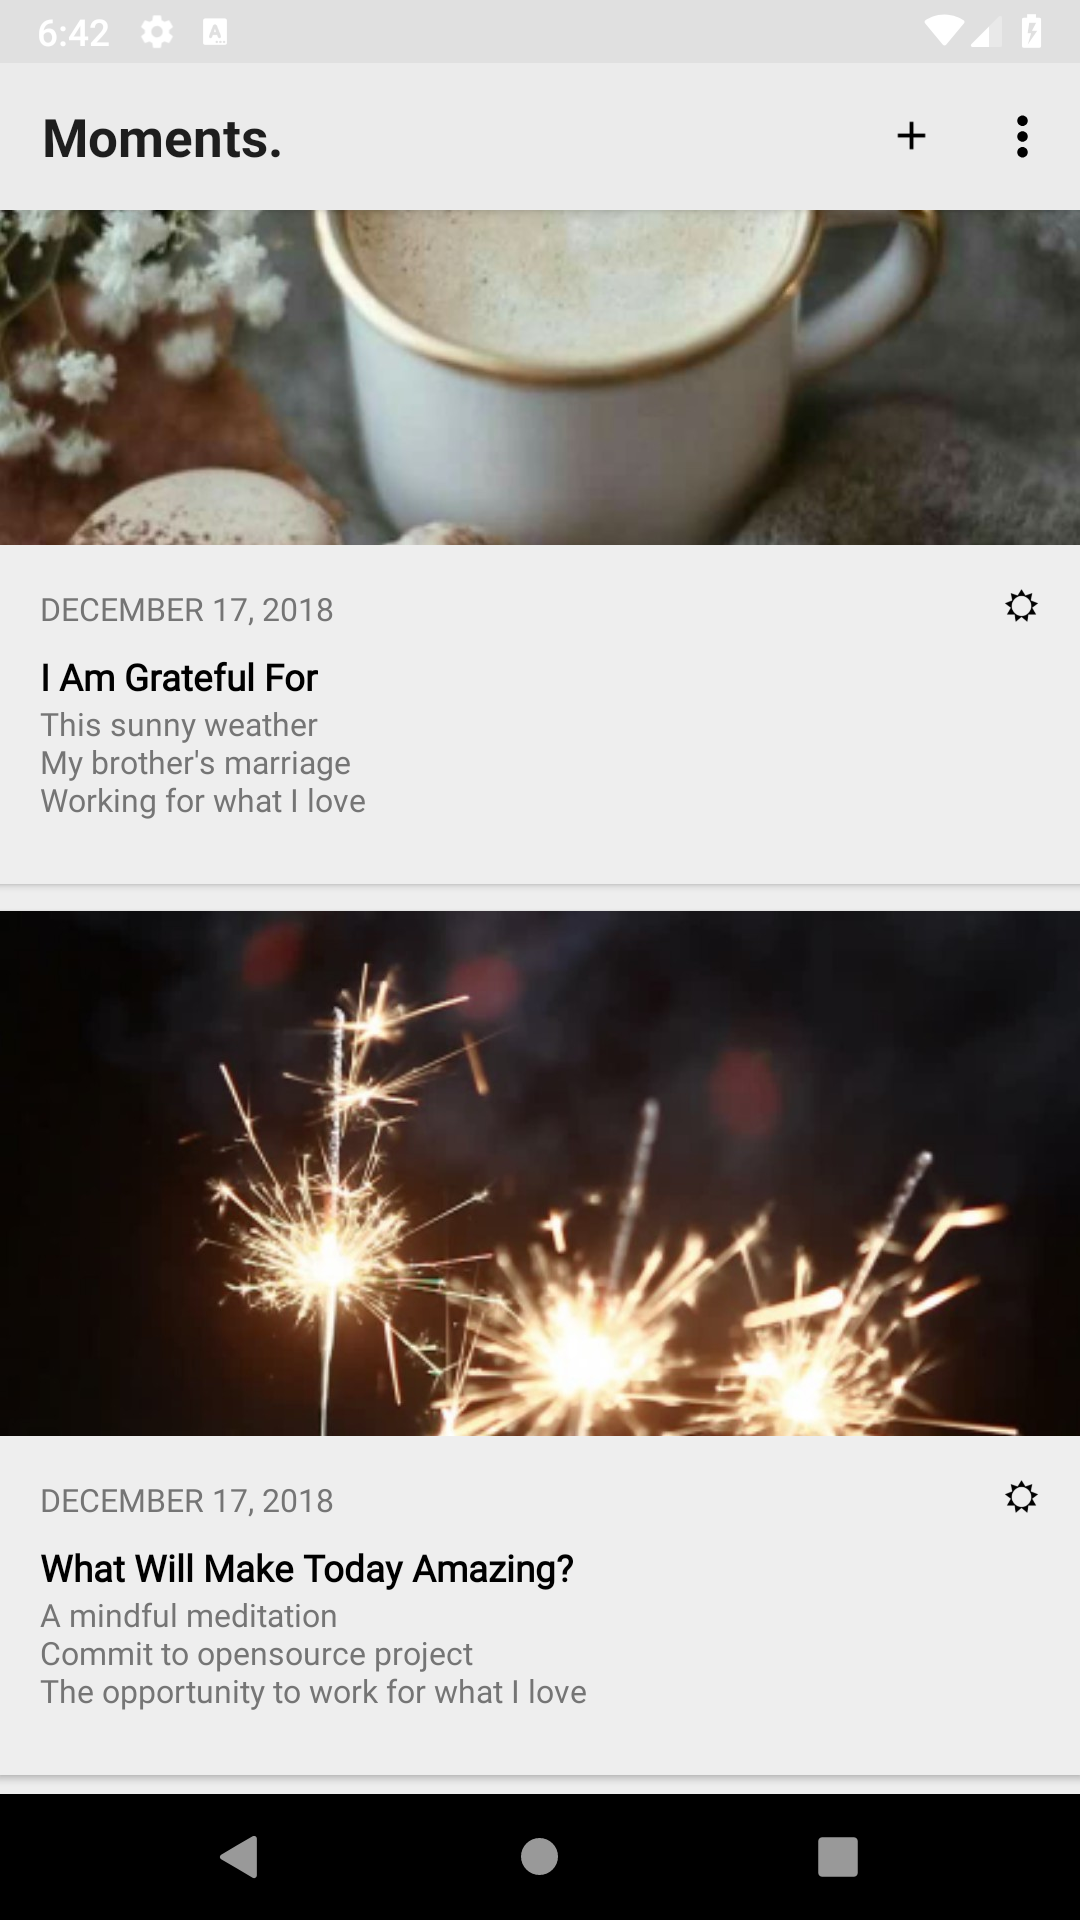 6:42
Moments.
DECEMBER 17, 2018
I Am Grateful For
This sunny weather
My brother's marriage
Working for what I love
DECEMBER 17, 2018
What Will Make Today Amazing?
A mindful meditation
Commit to opensource project
The opportunity to work for what I love